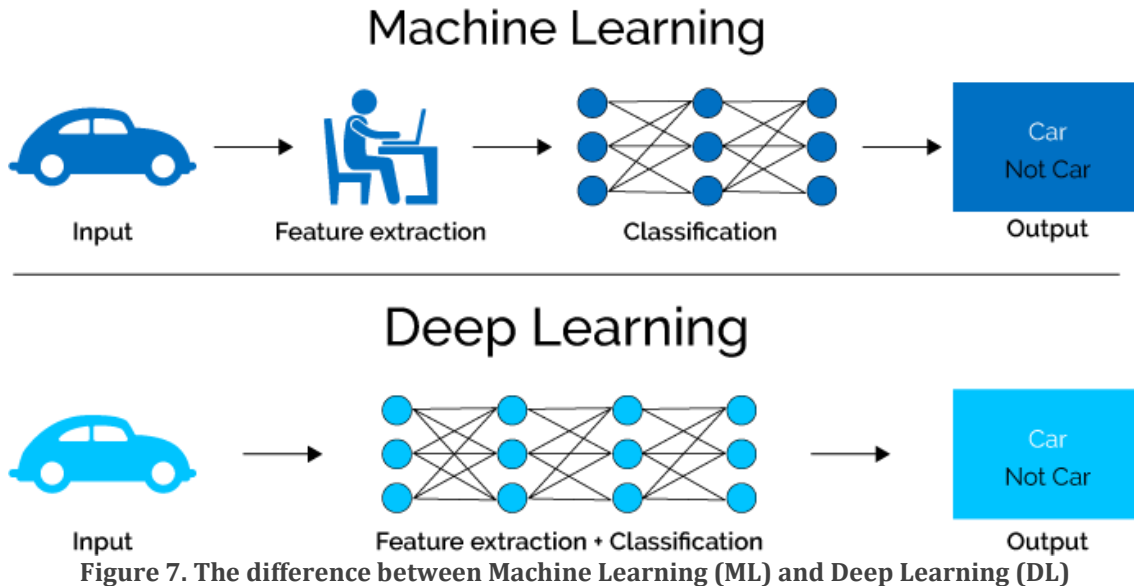 Machine Learning
Car
Not Car
Input
Feature extraction
Classification
Output
Deep Learning
Car
Not Car
Input
Feature extraction + Classification
Output
Figure 7. The difference between Machine Learning (ML) and Deep Learning (DL)